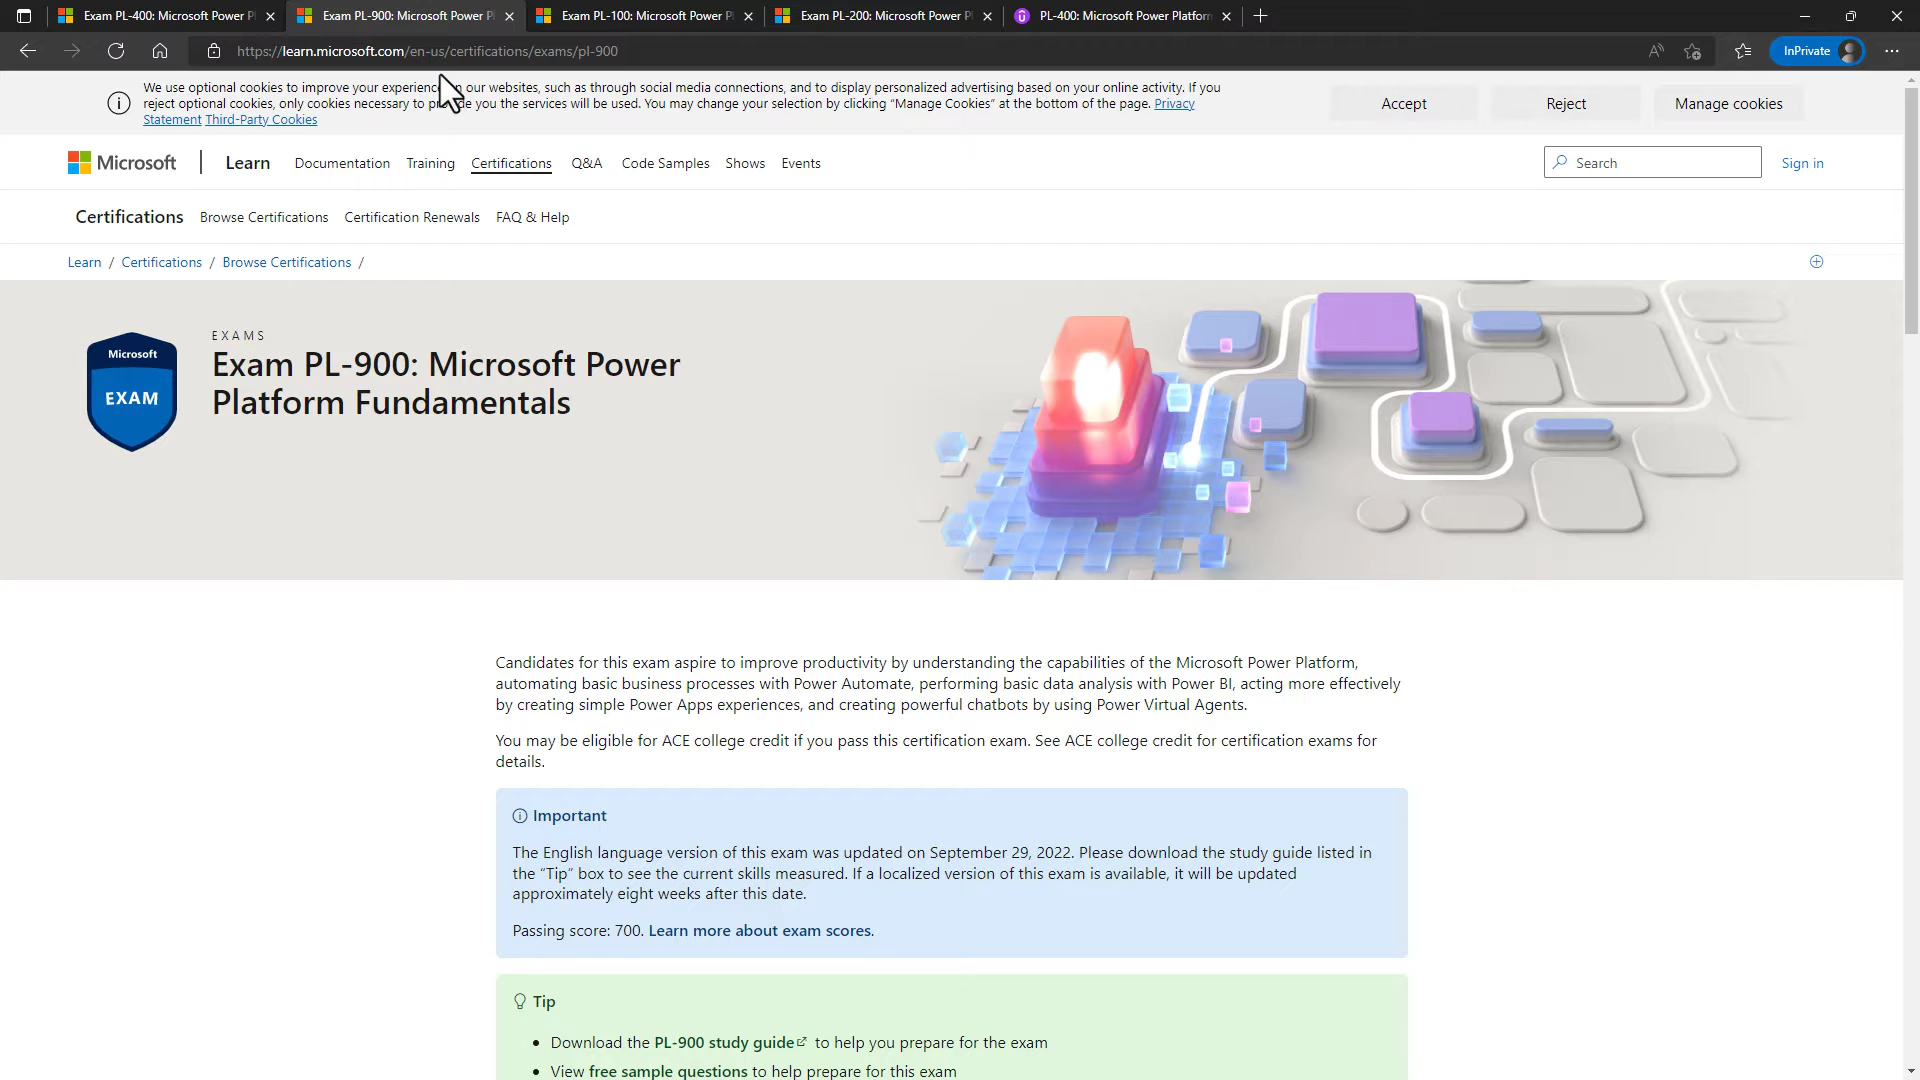 Exam PL-400: Microsoft Power Pl
Exam PL-900: Microsoft Power Pl
Exam PL-100: Microsoft Power Pl
Exam PL-200: Microsoft Power Pl
PL-400: Microsoft Power Platform
https://learn.microsoft.com/en-us/certifications/exams/pl-900
InPrivate
We use optional cookies to improve your experience our websites, such as through social media connections, and to display personalized advertising based on your online activity. If you
reject optional cookies, only cookies necessary to you the services will be used. You may change your selection by clicking "Manage Cookies" at the bottom of the page. Privacy
Statement Third-Party Cookies
Accept
Reject
Manage cookies
Microsoft
Learn
Documentation
Training
Certifications
Q&A
Code Samples
Shows
Events
Search
Sign in
Certifications
Browse Certifications
Certification Renewals
FAQ & Help
Learn / Certifications / Browse Certifications /
Microsoft
EXAM
EXAMS
Exam PL-900: Microsoft Power
Platform Fundamentals
Candidates for this exam aspire to improve productivity by understanding the capabilities of the Microsoft Power Platform,
automating basic business processes with Power Automate, performing basic data analysis with Power BI, acting more effectively
by creating simple Power Apps experiences, and creating powerful chatbots by using Power Virtual Agents.
You may be eligible for ACE college credit if you pass this certification exam. See ACE college credit for certification exams for
details.
Important
The English language version of this exam was updated on September 29, 2022. Please download the study guide listed in
the "Tip" box to see the current skills measured. If a localized version of this exam is available, it will be updated
approximately eight weeks after this date.
Passing score: 700. Learn more about exam scores.
Tip
• Download the PL-900 study guide to help you prepare for the exam
• View free sample questions to help prepare for this exam